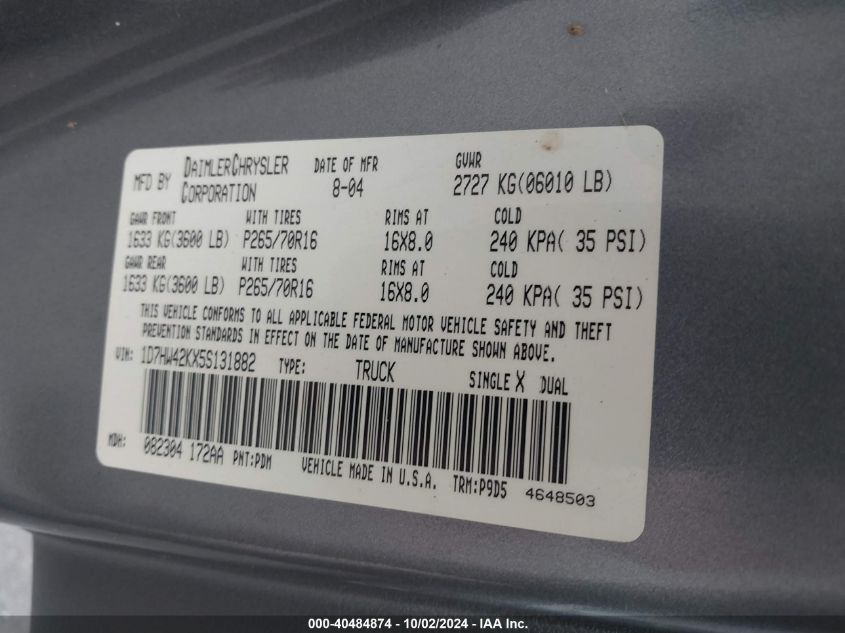 MFD BY DAIMLERCHRYSLER CORPORATION DATE OF MFR 8-04 GVWR 2727 KG(06010 LB)
GAWR FRONT WITH TIRES RIMS AT COLD
1633 KG(3600 LB) P265/70R16 16X8.0 240 KPA( 35 PSI)
GAWR REAR WITH TIRES RIMS AT COLD
1633 KG(3600 LB) P265/70R16 16X8.0 240 KPA( 35 PSI)
THIS VEHICLE CONFORMS TO ALL APPLICABLE FEDERAL MOTOR VEHICLE SAFETY AND THEFT
PREVENTION STANDARDS IN EFFECT ON THE DATE OF MANUFACTURE SHOWN ABOVE.
VIN: 1D7HW42KX5S131882 TYPE: TRUCK SINGLE X DUAL
MDH: 082304 172AA PNT:PDM VEHICLE MADE IN U.S.A. TRM:P9D5 4648503
000-40484874 - 10/02/2024 - IAA Inc.